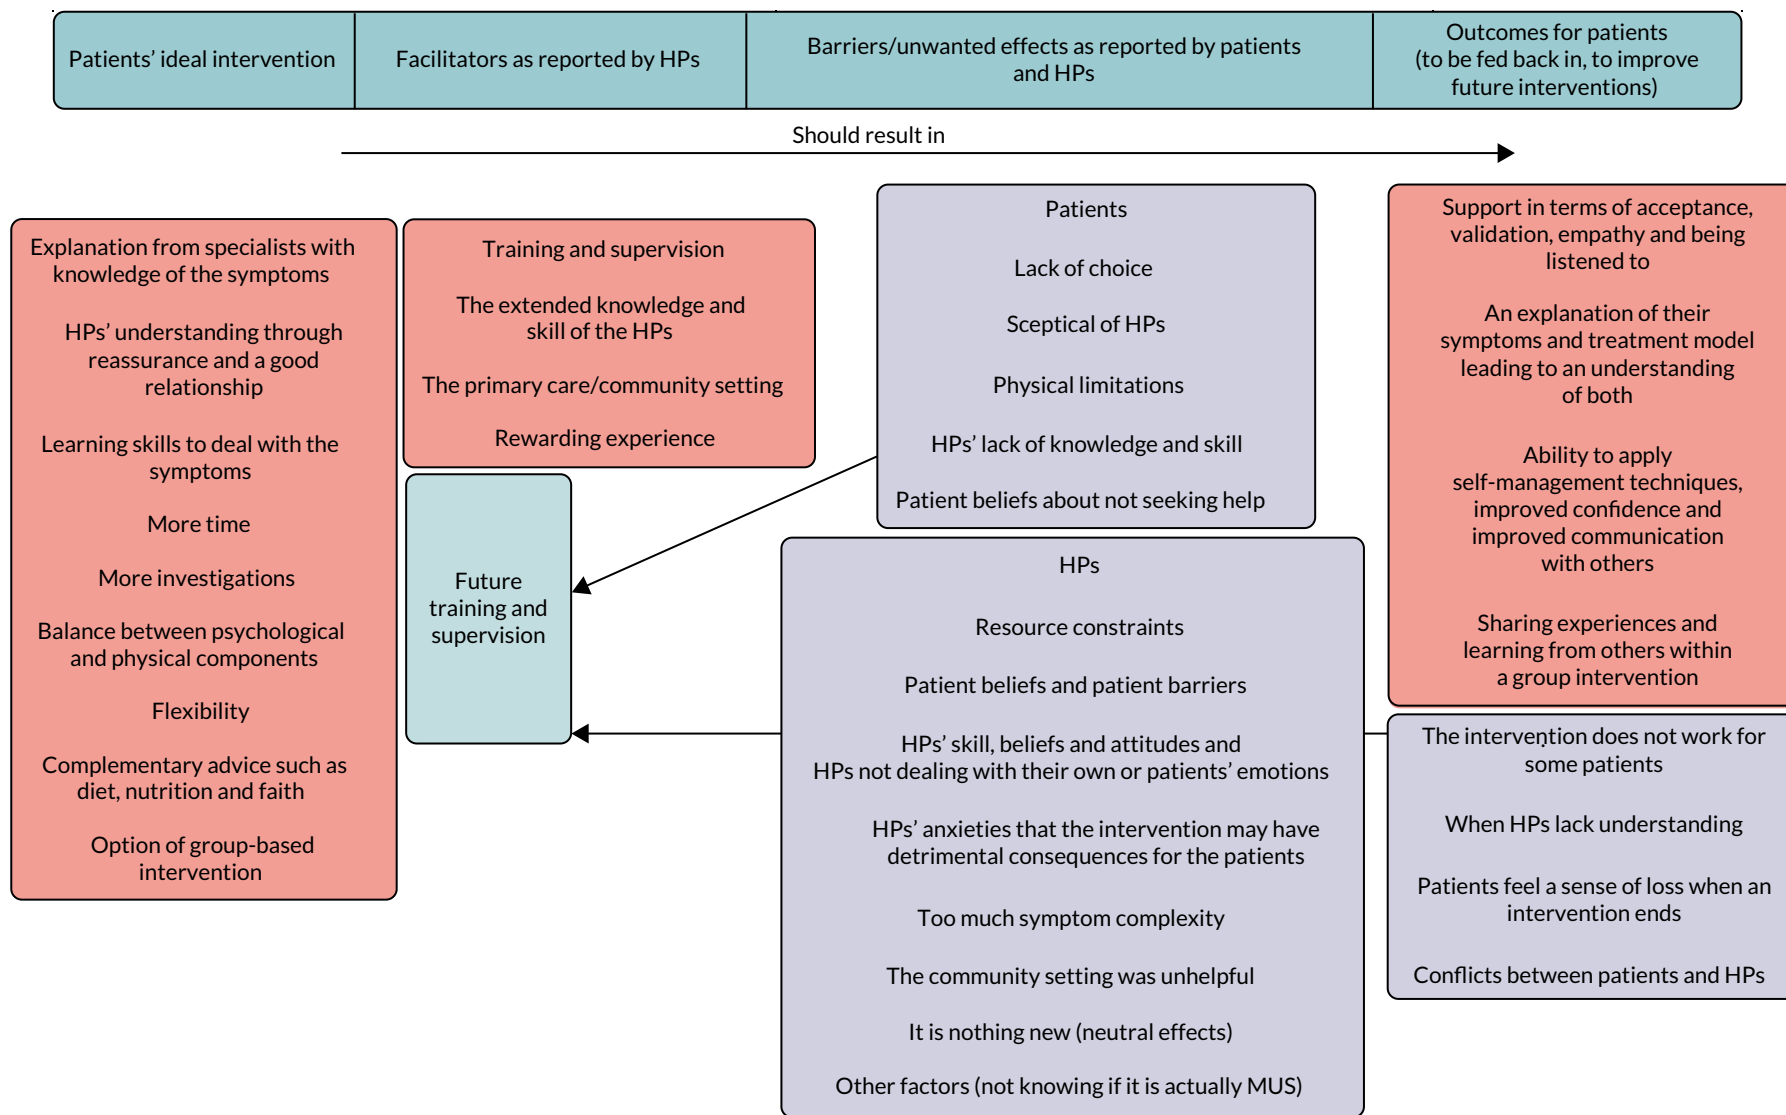 Patients’ ideal intervention
Facilitators as reported by HPs
Barriers/unwanted effects as reported by patients
and HPs
Outcomes for patients
(to be fed back in, to improve
future interventions)
Should result in
Explanation from specialists with
knowledge of the symptoms
HPs’ understanding through
reassurance and a good
relationship
Learning skills to deal with the
symptoms
More time
More investigations
Balance between psychological
and physical components
Flexibility
Complementary advice such as
diet, nutrition and faith
Option of group-based
intervention
Training and supervision
The extended knowledge and
skill of the HPs
The primary care/community setting
Rewarding experience
Future
training and
supervision
Patients
Lack of choice
Sceptical of HPs
Physical limitations
HPs’ lack of knowledge and skill
Patient beliefs about not seeking help
HPs
Resource constraints
Patient beliefs and patient barriers
HPs’ skill, beliefs and attitudes and
HPs not dealing with their own or patients’ emotions
HPs’ anxieties that the intervention may have
detrimental consequences for the patients
Too much symptom complexity
The community setting was unhelpful
It is nothing new (neutral effects)
Other factors (not knowing if it is actually MUS)
Support in terms of acceptance,
validation, empathy and being
listened to
An explanation of their
symptoms and treatment model
leading to an understanding
of both
Ability to apply
self-management techniques,
improved confidence and
improved communication
with others
Sharing experiences and
learning from others within
a group intervention
The intervention does not work for
some patients
When HPs lack understanding
Patients feel a sense of loss when an
intervention ends
Conflicts between patients and HPs